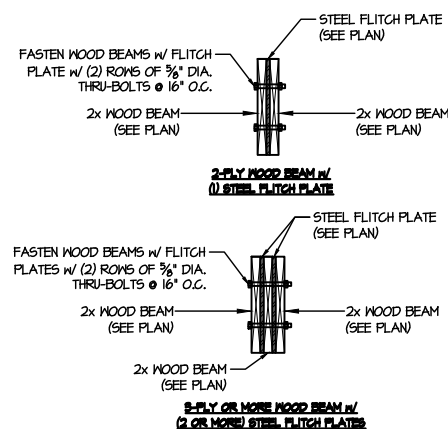 STEEL FLITCH PLATE
(SEE PLAN)
FASTEN WOOD BEAMS w/ FLITCH
PLATE w/ (2) ROWS OF 5/8" DIA.
THRU-BOLTS @ 16" O.C.
2x WOOD BEAM
(SEE PLAN)
2x WOOD BEAM
(SEE PLAN)
2-PLY WOOD BEAM w/
(1) STEEL FLITCH PLATE
STEEL FLITCH PLATE
(SEE PLAN)
FASTEN WOOD BEAMS w/ FLITCH
PLATES w/ (2) ROWS OF 5/8" DIA.
THRU-BOLTS @ 16" O.C.
2x WOOD BEAM
(SEE PLAN)
2x WOOD BEAM
(SEE PLAN)
2x WOOD BEAM
(SEE PLAN)
3-PLY OR MORE WOOD BEAM w/
(2 OR MORE) STEEL FLITCH PLATES